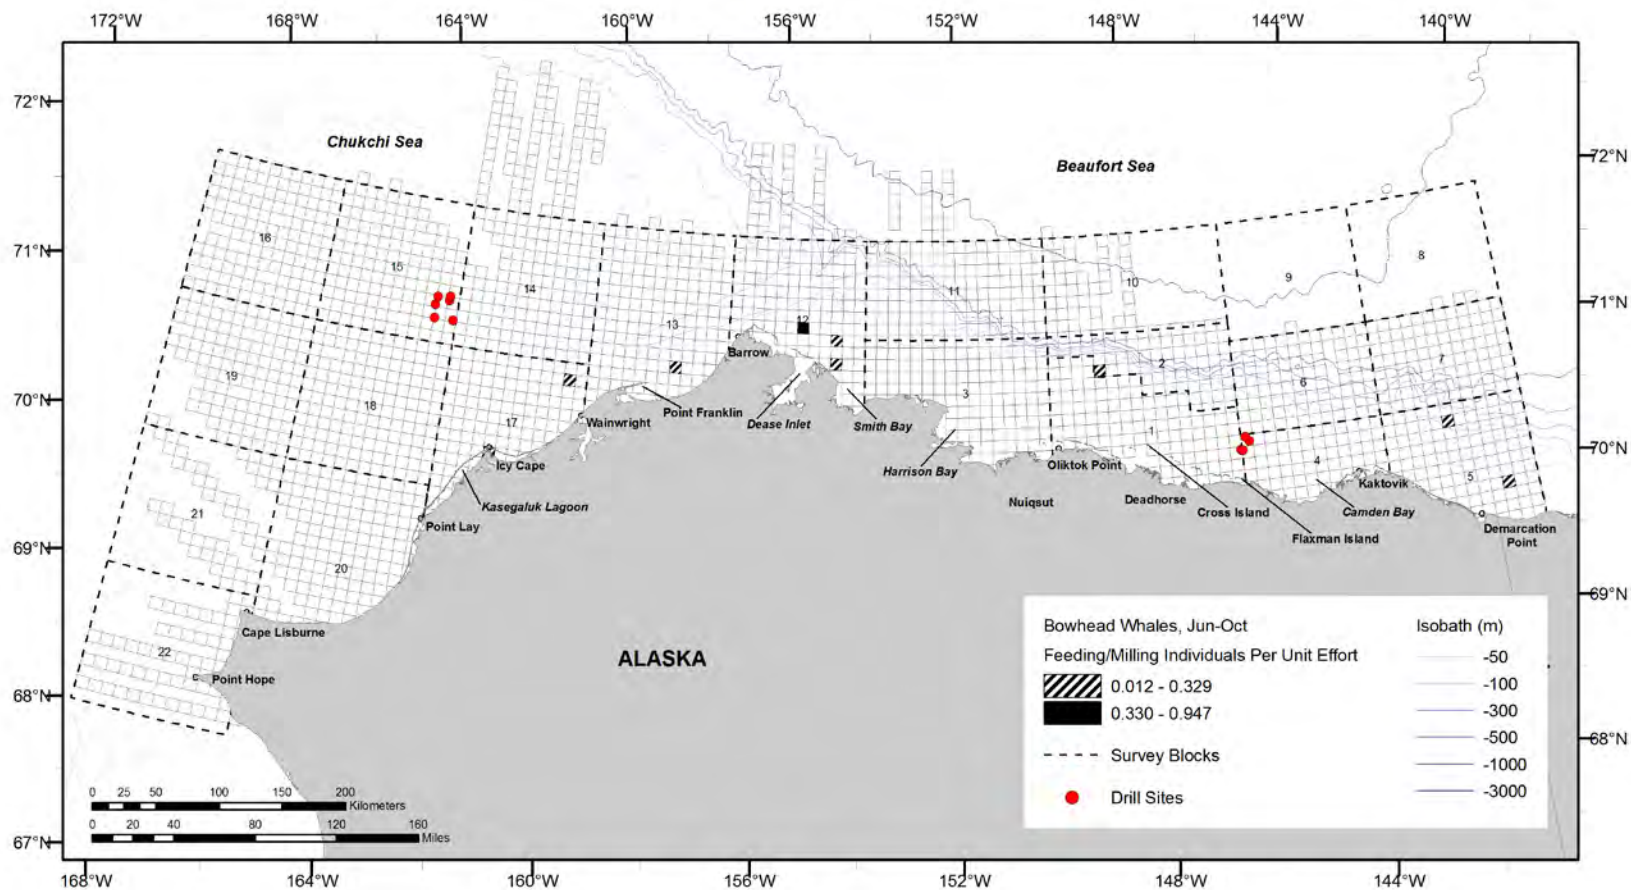 172°W 168°W 164°W 160°W 156°W 152°W 148°W 144°W 140°W
72°N
Chukchi Sea
Beaufort Sea
72°N
71°N
16
15
14
13
12
11
10
9
8
71°N
70°N
19
18
17
Barrow
3
2
1
6
7
4
5
70°N
Wainwright
Point Franklin
Dease Inlet
Smith Bay
Harrison Bay
Icy Cape
Kasegaluk Lagoon
Point Lay
Oliktok Point
Nuiqsut
Deadhorse
Cross Island
Flaxman Island
Camden Bay
Kaktovik
Demarcation
Point
69°N
21
20
69°N
Cape Lisburne
22
Point Hope
68°N
68°N
ALASKA
Bowhead Whales, Jun-Oct
Feeding/Milling Individuals Per Unit Effort
0.012 - 0.329
0.330 - 0.947
Survey Blocks
Drill Sites
Isobath (m)
-50
-100
-300
-500
-1000
-3000
0 25 50 100 150 200
Kilometers
0 20 40 80 120 160
Miles
67°N
168°W 164°W 160°W 156°W 152°W 148°W 144°W